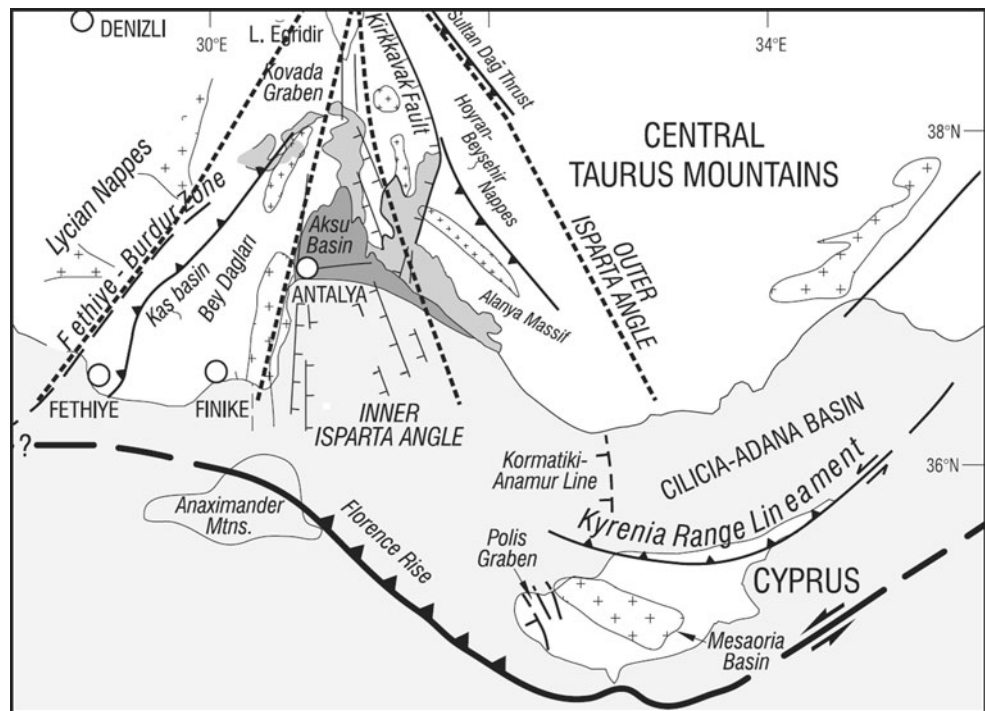 DENIZLI
30°E
L. Egridir
34°E
Kovada
Graben
Kirkkavak Fault
Sultan Dağ Thrust
Hoyran-
Beyşehir
Nappes
CENTRAL
TAURUS MOUNTAINS
38°N
Lycian Nappes
Fethiye - Burdur Zone
Kas basin
Bey Daglari
Aksu
Basin
ANTALYA
Alanya Massif
OUTER
ISPARTA ANGLE
FETHIYE
FINIKE
INNER
ISPARTA ANGLE
?
Kormatiki-
Anamur Line
CILICIA-ADANA BASIN
36°N
Anaximander
Mtns.
Florence Rise
Kyrenia Range Lineament
Polis
Graben
CYPRUS
Mesaoria
Basin